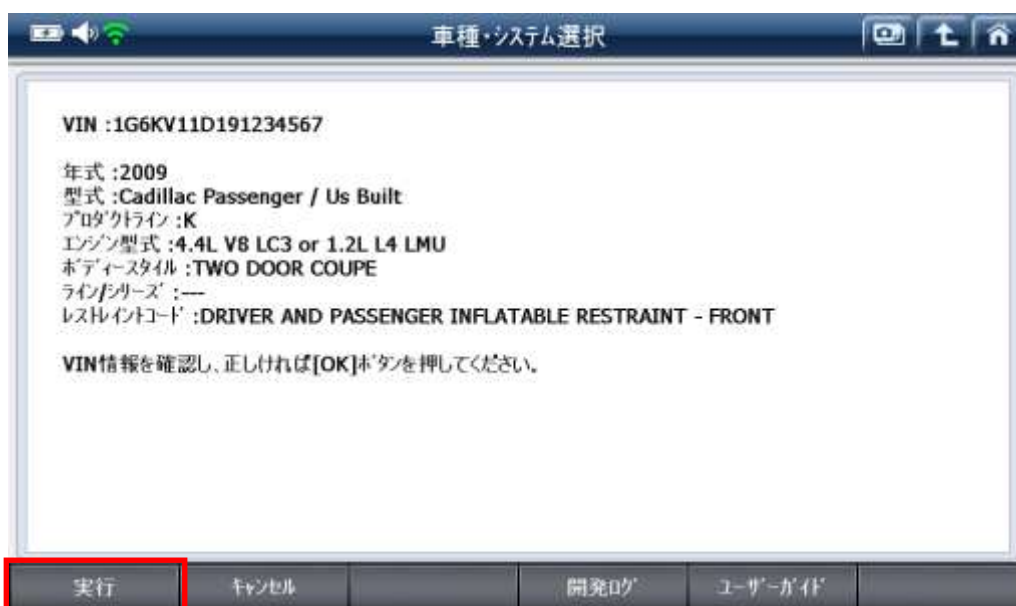 車種・ｼｽﾃﾑ選択
VIN :1G6KV11D191234567
年式 :2009
型式 :Cadillac Passenger / Us Built
ﾌﾟﾛﾀﾞｸﾄﾗｲﾝ :K
ｴﾝｼﾞﾝ型式 :4.4L V8 LC3 or 1.2L L4 LMU
ﾎﾞﾃﾞｨｰｽﾀｲﾙ :TWO DOOR COUPE
ﾗｲﾝ/ｼﾘｰｽﾞ :---
ﾚｽﾄﾚｲﾝﾄｺｰﾄﾞ :DRIVER AND PASSENGER INFLATABLE RESTRAINT - FRONT
VIN情報を確認し､正しければ[OK]ﾎﾞﾀﾝを押してください｡
実行 ｷｬﾝｾﾙ 開発ﾛｸﾞ ﾕｰｻﾞｰｶﾞｲﾄﾞ